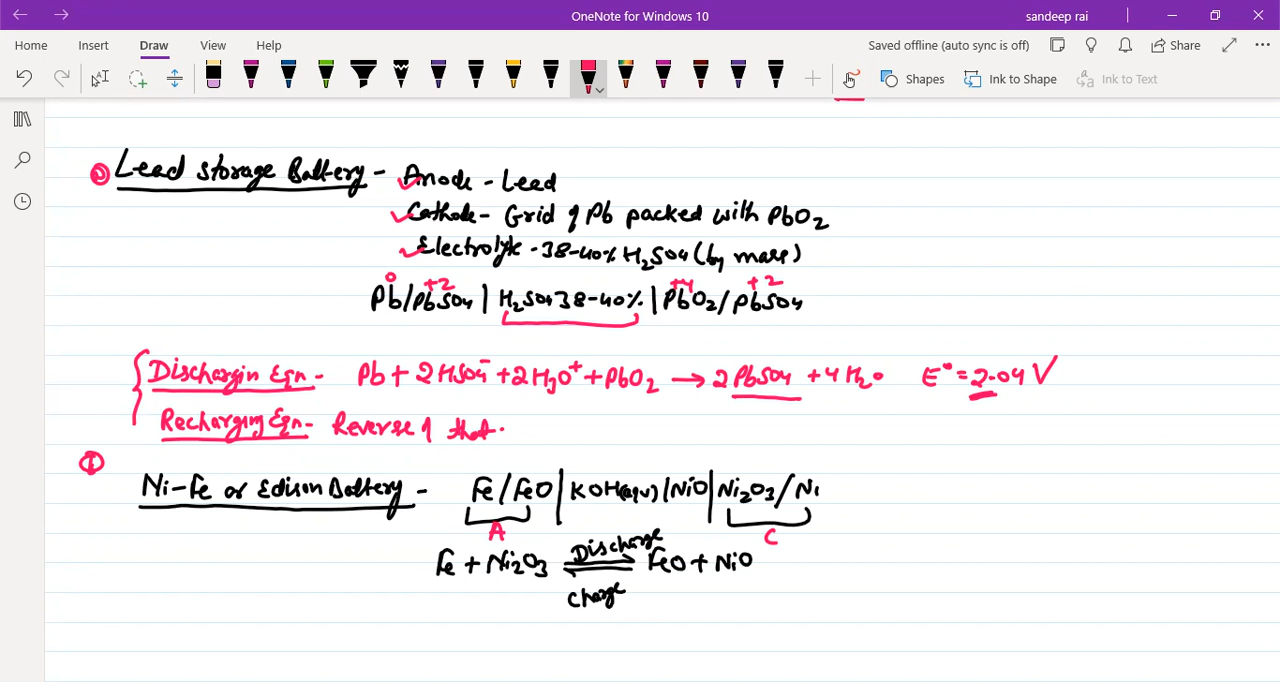 OneNote for Windows 10
sandeep rai
Home Insert Draw View Help
Saved offline (auto sync is off) Share
Shapes Ink to Shape Ink to Text
Lead storage Battery - Anode - Lead
Cathode - Grid of Pb packed with PbO2
Electrolyte - 38-40% H2SO4 (by mass)
0 +2 +4 +2
Pb/PbSO4 | H2SO4 38-40% | PbO2/PbSO4
Dischargin Eqn - Pb + 2HSO4⁻ + 2H3O⁺ + PbO2 → 2PbSO4 + 4H2O E° = 2.04 V
Recharging Eqn - Reverse of that.
Ni-Fe or Edison Battery - Fe/FeO | KOH(aqu) | NiO | Ni2O3/Ni
A C
Fe + Ni2O3 ⇌ FeO + NiO
Discharge
Charge